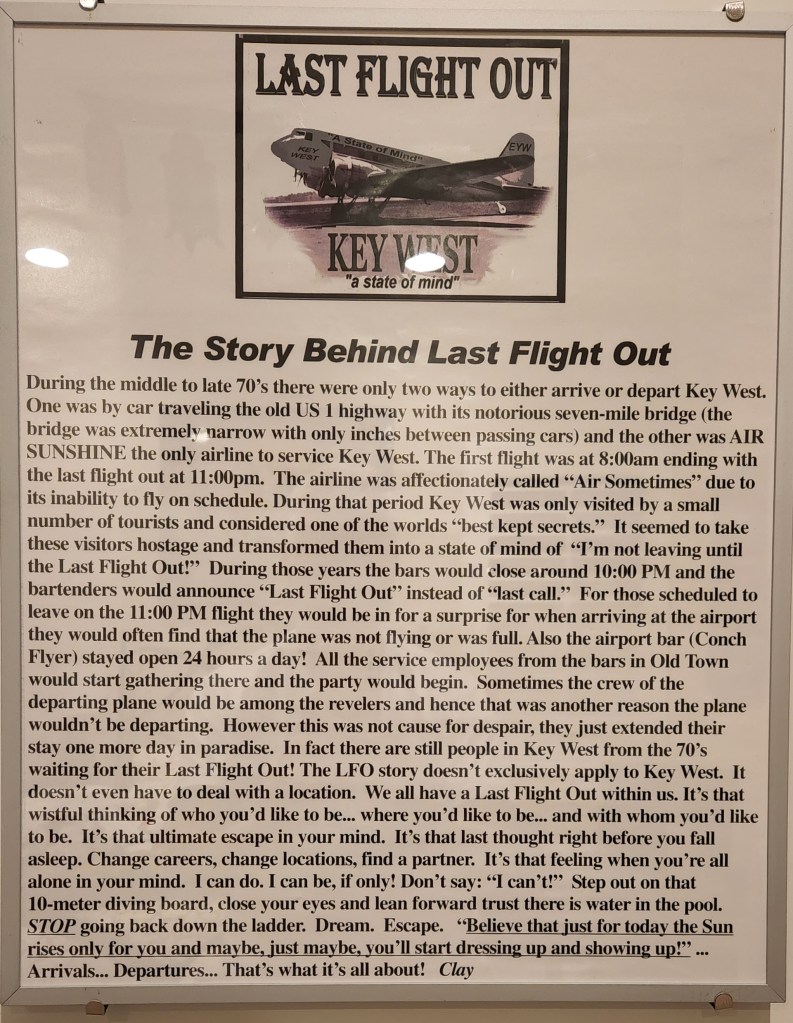 LAST FLIGHT OUT
"A State of Mind"
KEY
WEST
EYW
KEY WEST
"a state of mind"
The Story Behind Last Flight Out
During the middle to late 70's there were only two ways to either arrive or depart Key West.
One was by car traveling the old US 1 highway with its notorious seven-mile bridge (the
bridge was extremely narrow with only inches between passing cars) and the other was AIR
SUNSHINE the only airline to service Key West. The first flight was at 8:00am ending with
the last flight out at 11:00pm. The airline was affectionately called “Air Sometimes” due to
its inability to fly on schedule. During that period Key West was only visited by a small
number of tourists and considered one of the worlds “best kept secrets.” It seemed to take
these visitors hostage and transformed them into a state of mind of “I'm not leaving until
the Last Flight Out!” During those years the bars would close around 10:00 PM and the
bartenders would announce “Last Flight Out” instead of “last call.” For those scheduled to
leave on the 11:00 PM flight they would be in for a surprise for when arriving at the airport
they would often find that the plane was not flying or was full. Also the airport bar (Conch
Flyer) stayed open 24 hours a day! All the service employees from the bars in Old Town
would start gathering there and the party would begin. Sometimes the crew of the
departing plane would be among the revelers and hence that was another reason the plane
wouldn't be departing. However this was not cause for despair, they just extended their
stay one more day in paradise. In fact there are still people in Key West from the 70's
waiting for their Last Flight Out! The LFO story doesn't exclusively apply to Key West. It
doesn't even have to deal with a location. We all have a Last Flight Out within us. It's that
wistful thinking of who you'd like to be... where you'd like to be... and with whom you'd like
to be. It's that ultimate escape in your mind. It's that last thought right before you fall
asleep. Change careers, change locations, find a partner. It's that feeling when you're all
alone in your mind. I can do. I can be, if only! Don't say: “I can't!” Step out on that
10-meter diving board, close your eyes and lean forward trust there is water in the pool.
STOP going back down the ladder. Dream. Escape. “Believe that just for today the Sun
rises only for you and maybe, just maybe, you'll start dressing up and showing up!” ...
Arrivals... Departures... That's what it's all about! Clay